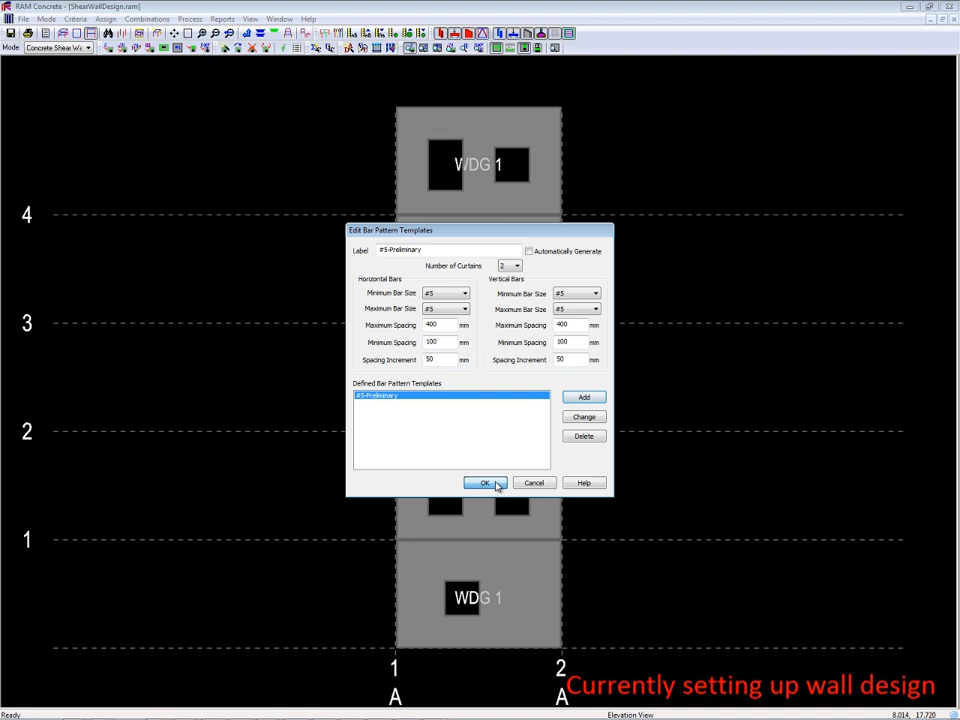 RAM Concrete - [ShearWallDesign.ram]
File Mode Criteria Assign Combinations Process Reports View Window Help
Mode: Concrete Shear Wa
WDG 1
4
3
2
1
Edit Bar Pattern Templates
Label #5-Preliminary Automatically Generate
Number of Curtains 2
Horizontal Bars Vertical Bars
Minimum Bar Size #5 Minimum Bar Size #5
Maximum Bar Size #5 Maximum Bar Size #5
Maximum Spacing 400 mm Maximum Spacing 400 mm
Minimum Spacing 100 mm Minimum Spacing 100 mm
Spacing Increment 50 mm Spacing Increment 50 mm
Defined Bar Pattern Templates
#5-Preliminary
Add
Change
Delete
OK Cancel Help
WDG 1
1 2
A A
Currently setting up wall design
Ready Elevation View 8.014, 17.720